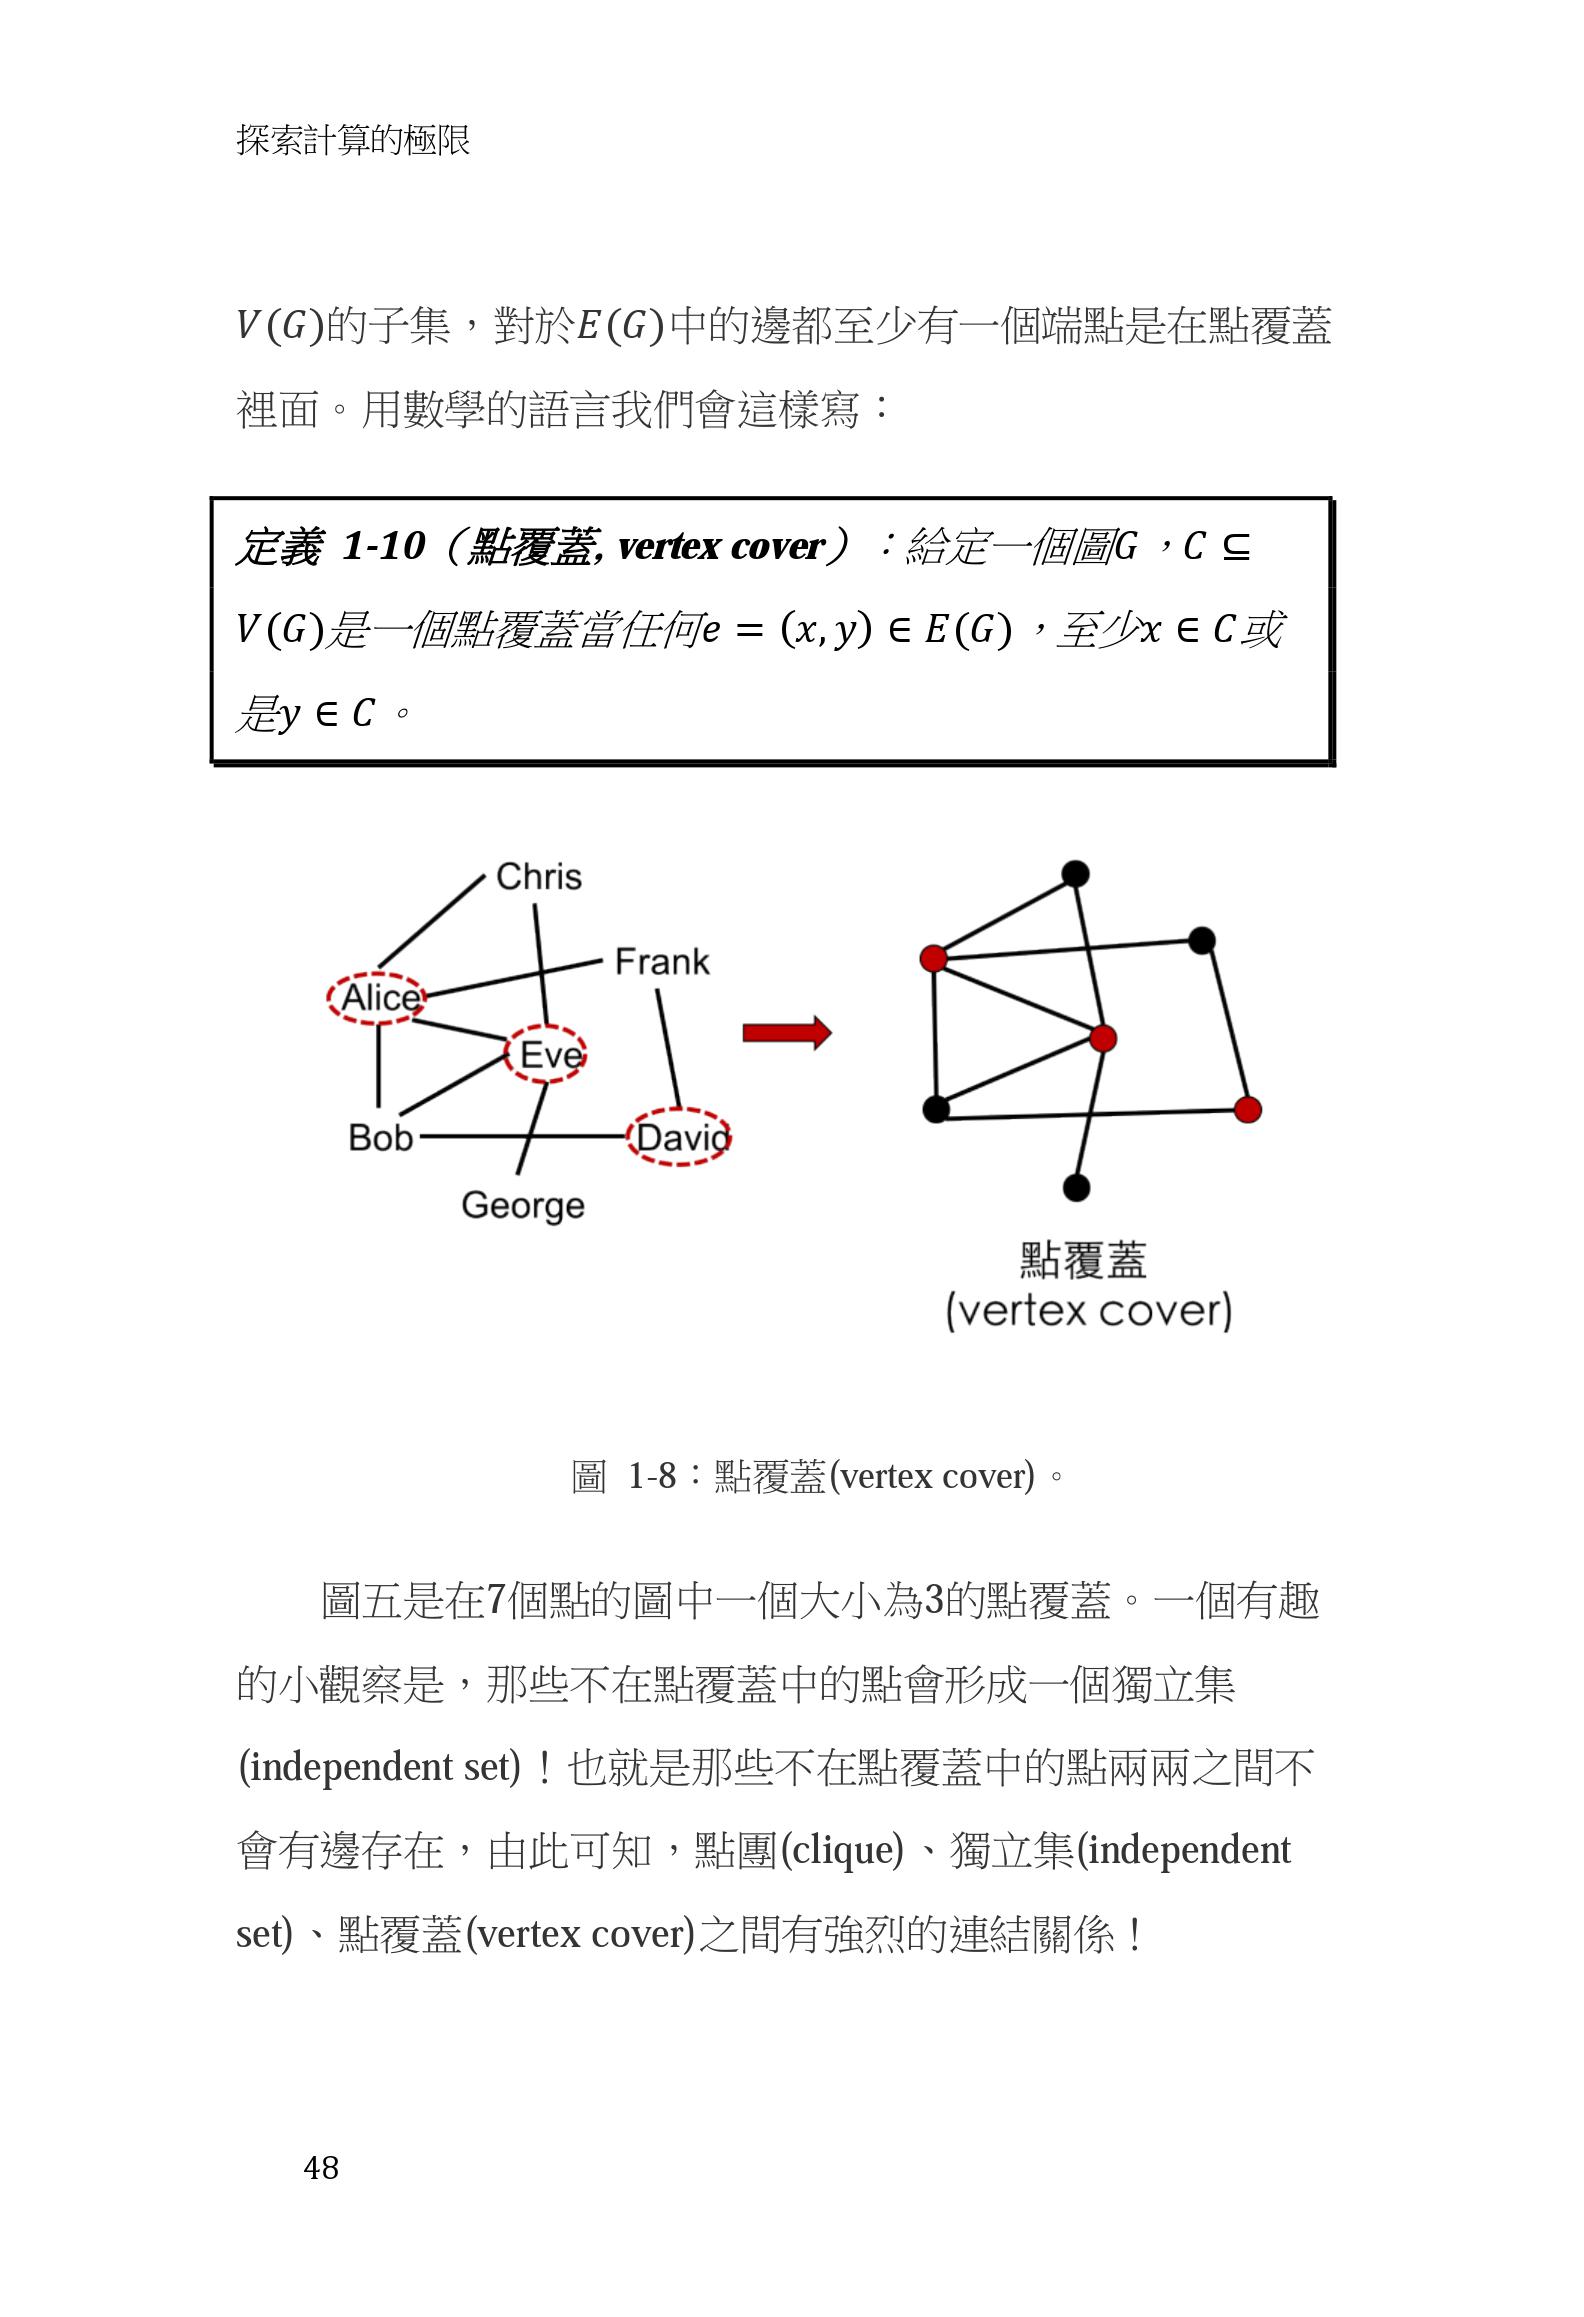 探索計算的極限
V(G)的子集，對於E(G)中的邊都至少有一個端點是在點覆蓋
裡面。用數學的語言我們會這樣寫：
定義 1-10（點覆蓋, vertex cover）：給定一個圖G，C ⊆
V(G)是一個點覆蓋當任何e = (x, y) ∈ E(G)，至少x ∈ C或
是y ∈ C。
Chris
Frank
Alice
Eve
Bob
David
George
點覆蓋
(vertex cover)
圖 1-8：點覆蓋(vertex cover)。
圖五是在7個點的圖中一個大小為3的點覆蓋。一個有趣
的小觀察是，那些不在點覆蓋中的點會形成一個獨立集
(independent set)！也就是那些不在點覆蓋中的點兩兩之間不
會有邊存在，由此可知，點團(clique)、獨立集(independent
set)、點覆蓋(vertex cover)之間有強烈的連結關係！
48